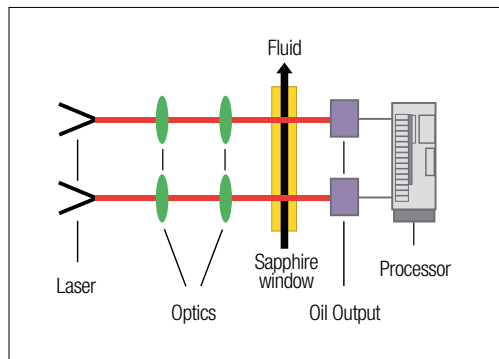 Fluid
Laser
Optics
Sapphire
window
Oil Output
Processor